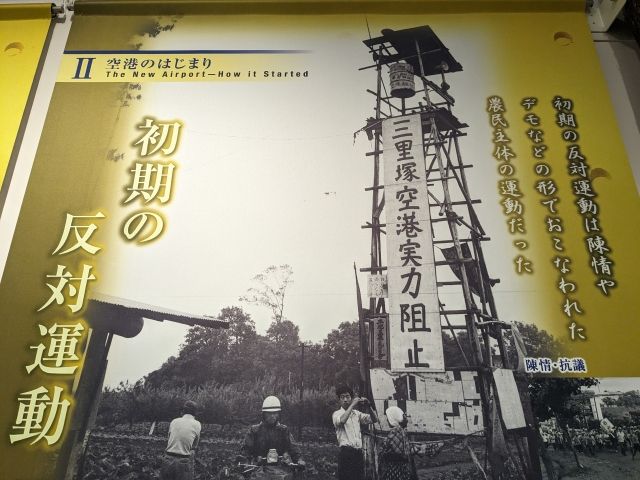 II 空港のはじまり
The New Airport—How it Started
初期の
反対運動
初期の反対運動は陳情や
デモなどの形でおこなわれた
農民主体の運動だった
三里塚空港実力阻止
陳情・抗議